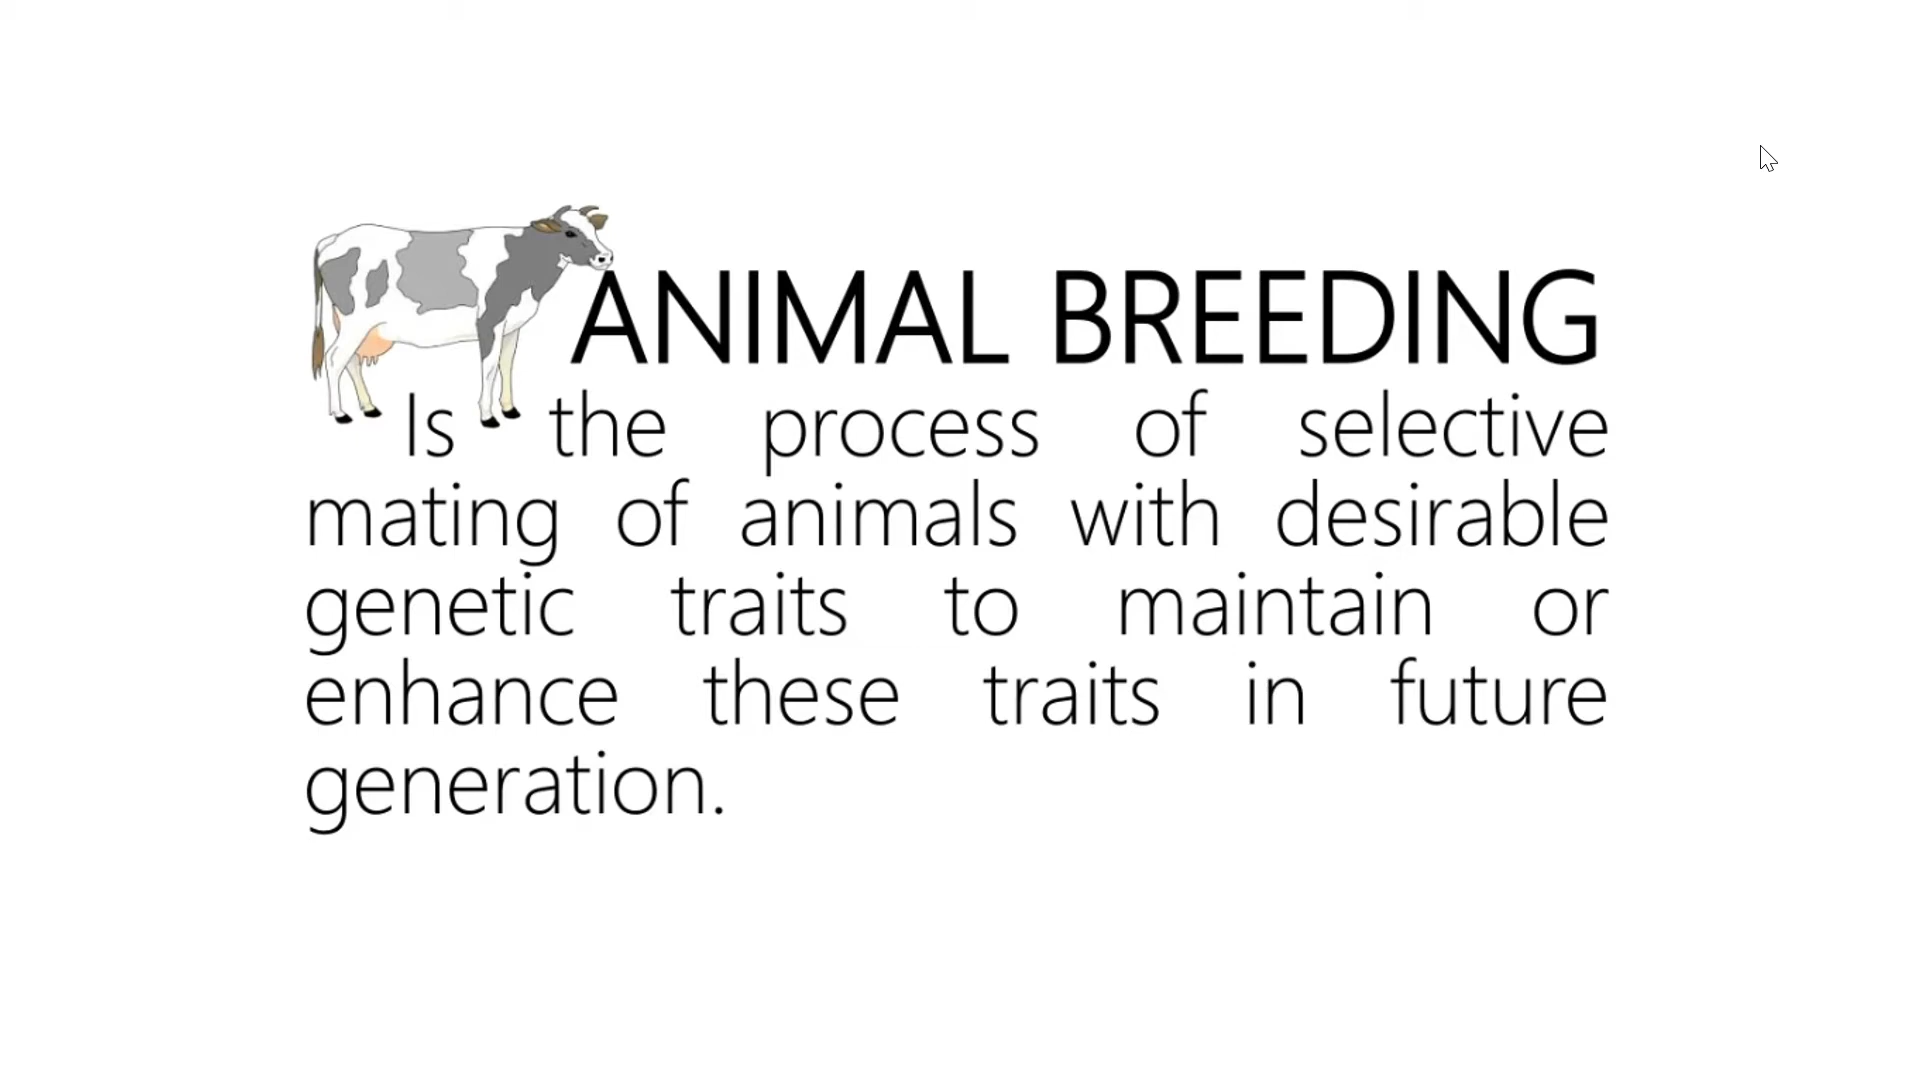 ANIMAL BREEDING
Is the process of selective
mating of animals with desirable
genetic traits to maintain or
enhance these traits in future
generation.